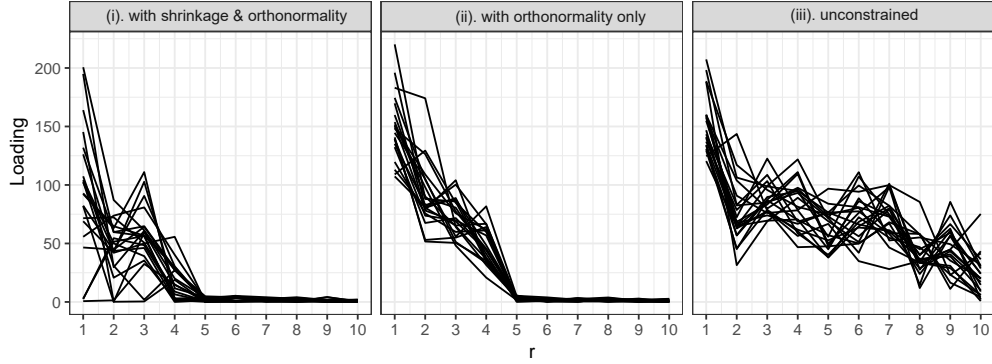 (i). with shrinkage & orthonormality
(ii). with orthonormality only
(iii). unconstrained
Loading
200
150
100
50
0
1 2 3 4 5 6 7 8 9 10
1 2 3 4 5 6 7 8 9 10
1 2 3 4 5 6 7 8 9 10
r